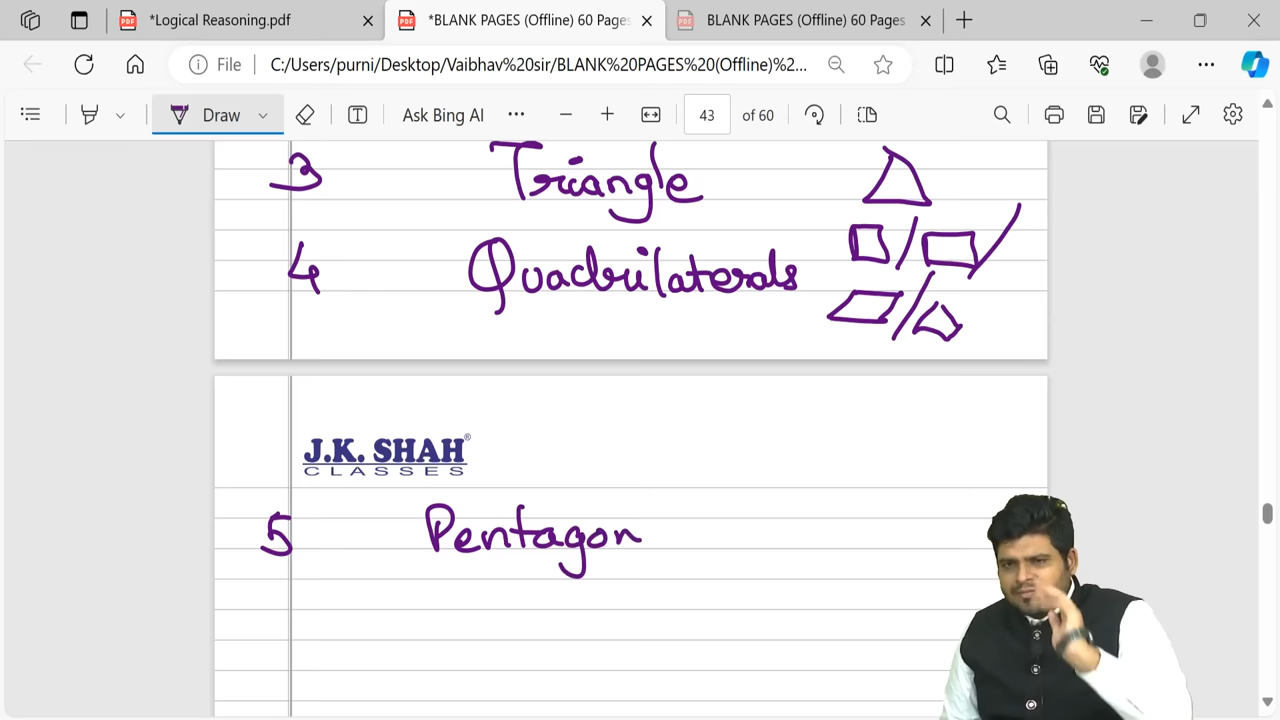 *Logical Reasoning.pdf
*BLANK PAGES (Offline) 60 Pages
BLANK PAGES (Offline) 60 Pages
File
C:/Users/purni/Desktop/Vaibhav%20sir/BLANK%20PAGES%20(Offline)%2...
Draw
Ask Bing AI
43
of 60
3 Triangle
4 Quadrilaterals
J.K. SHAH®
CLASSES
5 Pentagon